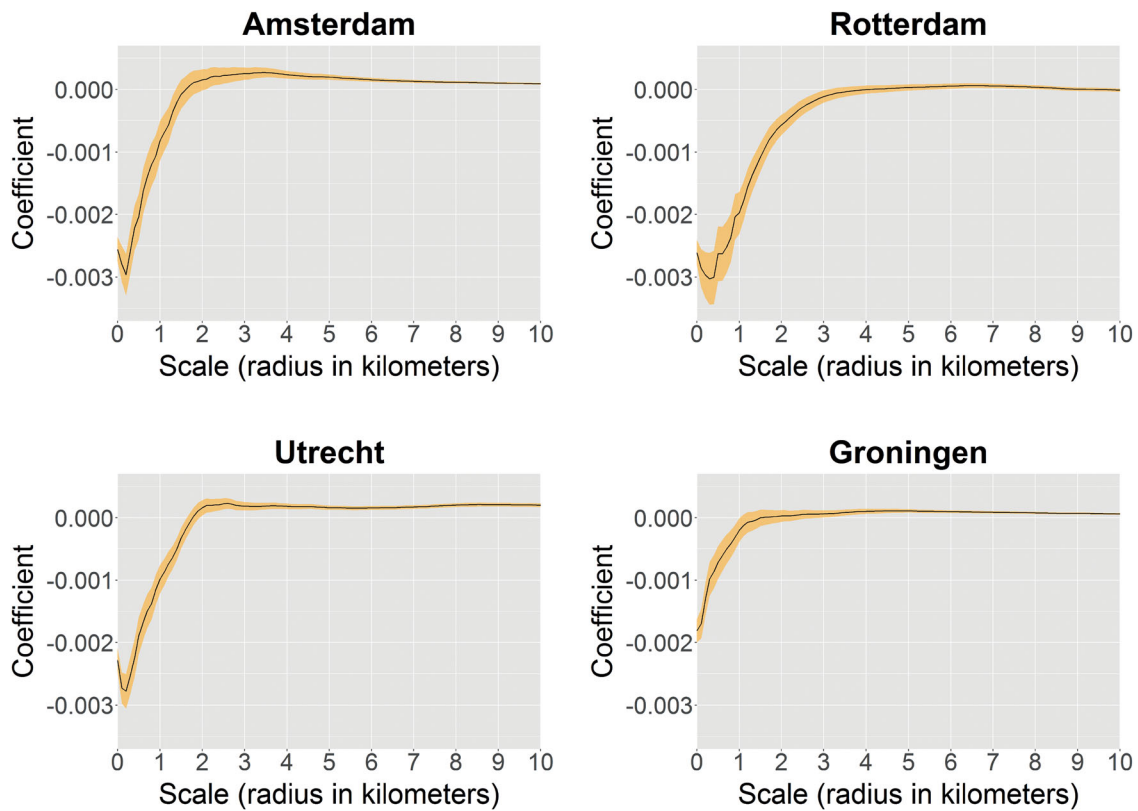 Amsterdam
0.000
-0.001
-0.002
-0.003
Coefficient
0 1 2 3 4 5 6 7 8 9 10
Scale (radius in kilometers)
Rotterdam
0.000
-0.001
-0.002
-0.003
Coefficient
0 1 2 3 4 5 6 7 8 9 10
Scale (radius in kilometers)
Utrecht
0.000
-0.001
-0.002
-0.003
Coefficient
0 1 2 3 4 5 6 7 8 9 10
Scale (radius in kilometers)
Groningen
0.000
-0.001
-0.002
-0.003
Coefficient
0 1 2 3 4 5 6 7 8 9 10
Scale (radius in kilometers)